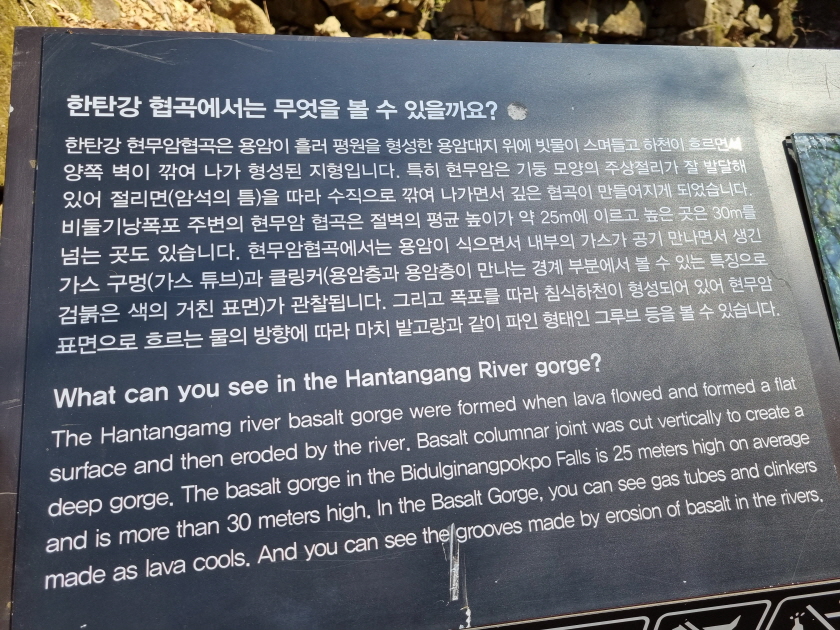 한탄강 협곡에서는 무엇을 볼 수 있을까요?
한탄강 현무암협곡은 용암이 흘러 평원을 형성한 용암대지 위에 빗물이 스며들고 하천이 흐르면서
양쪽 벽이 깎여 나가 형성된 지형입니다. 특히 현무암은 기둥 모양의 주상절리가 잘 발달해
있어 절리면(암석의 틈)을 따라 수직으로 깎여 나가면서 깊은 협곡이 만들어지게 되었습니다.
비둘기낭폭포 주변의 현무암 협곡은 절벽의 평균 높이가 약 25m에 이르고 높은 곳은 30m를
넘는 곳도 있습니다. 현무암협곡에서는 용암이 식으면서 내부의 가스가 공기 만나면서 생긴
가스 구멍(가스 튜브)과 클링커(용암층과 용암층이 만나는 경계 부분에서 볼 수 있는 특징으로
검붉은 색의 거친 표면)가 관찰됩니다. 그리고 폭포를 따라 침식하천이 형성되어 있어 현무암
표면으로 흐르는 물의 방향에 따라 마치 밭고랑과 같이 파인 형태인 그루브 등을 볼 수 있습니다.
What can you see in the Hantangang River gorge?
The Hantangamg river basalt gorge were formed when lava flowed and formed a flat
surface and then eroded by the river. Basalt columnar joint was cut vertically to create a
deep gorge. The basalt gorge in the Bidulginangpokpo Falls is 25 meters high on average
and is more than 30 meters high. In the Basalt Gorge, you can see gas tubes and clinkers
made as lava cools. And you can see the grooves made by erosion of basalt in the rivers.